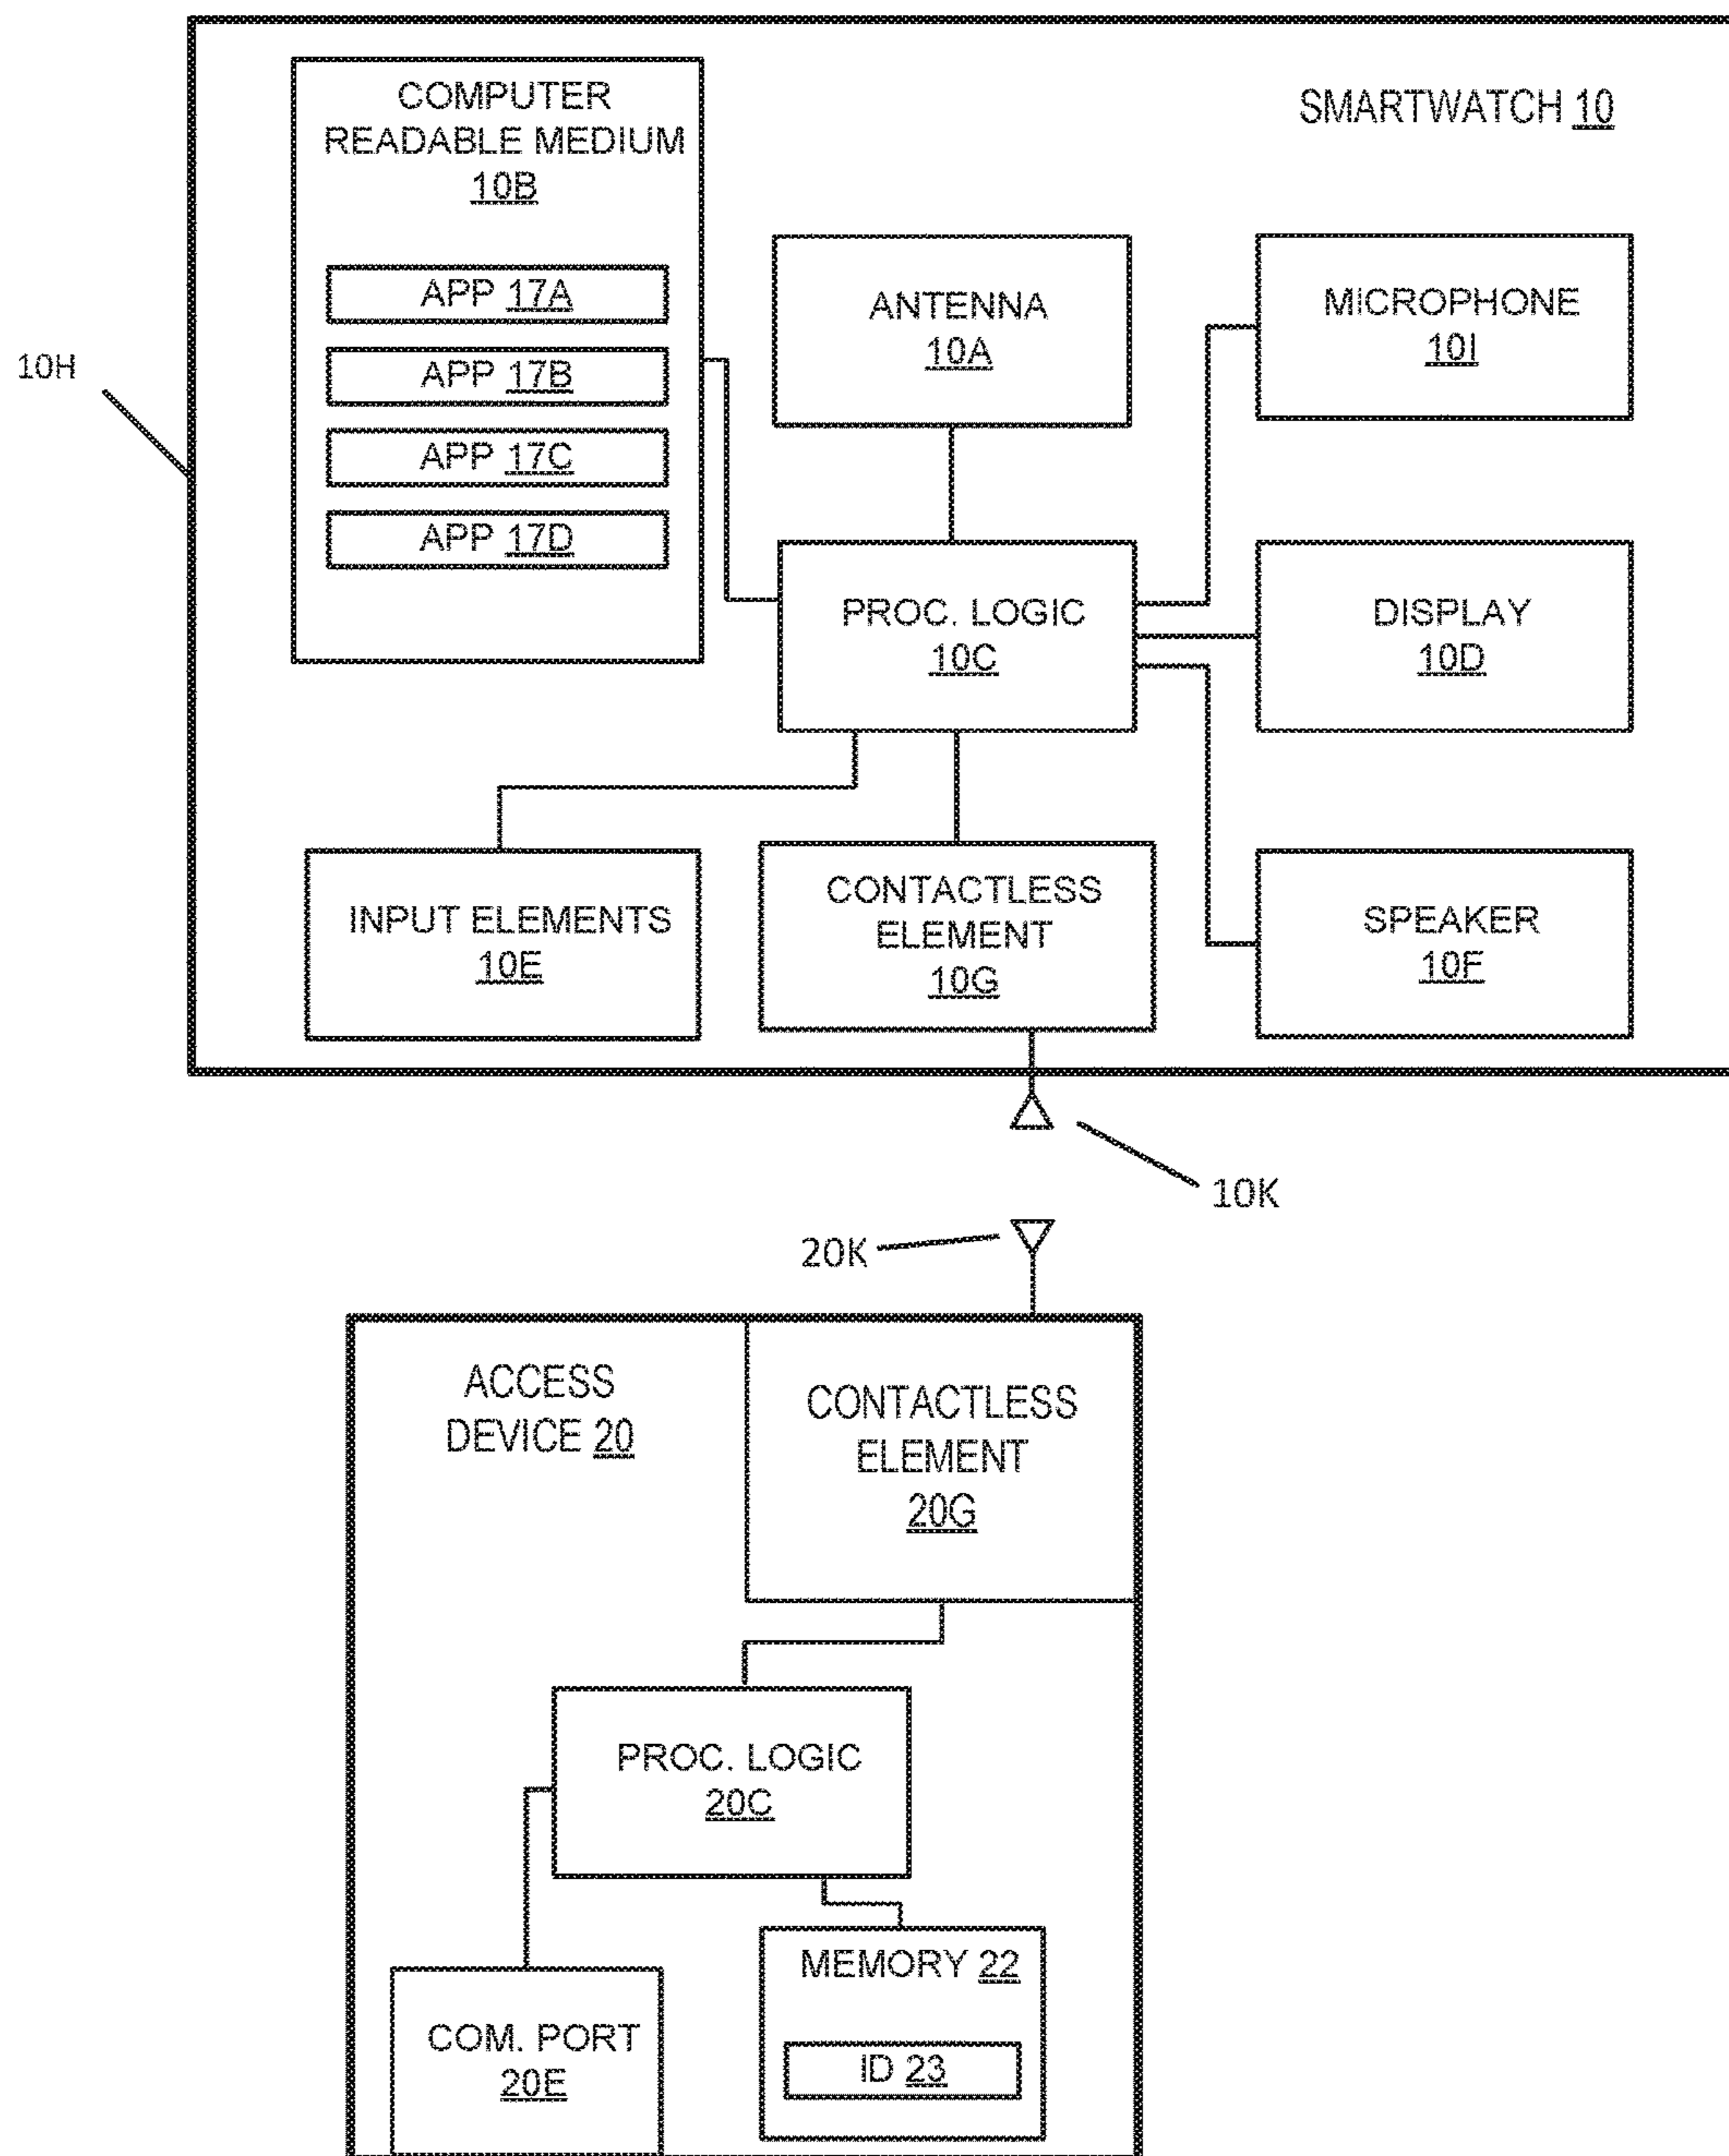 SMARTWATCH 10
COMPUTER
READABLE MEDIUM
10B
APP 17A
APP 17B
APP 17C
APP 17D
10H
ANTENNA
10A
MICROPHONE
10I
PROC. LOGIC
10C
DISPLAY
10D
INPUT ELEMENTS
10E
CONTACTLESS
ELEMENT
10G
SPEAKER
10F
10K
20K
ACCESS
DEVICE 20
CONTACTLESS
ELEMENT
20G
PROC. LOGIC
20C
COM. PORT
20E
MEMORY 22
ID 23